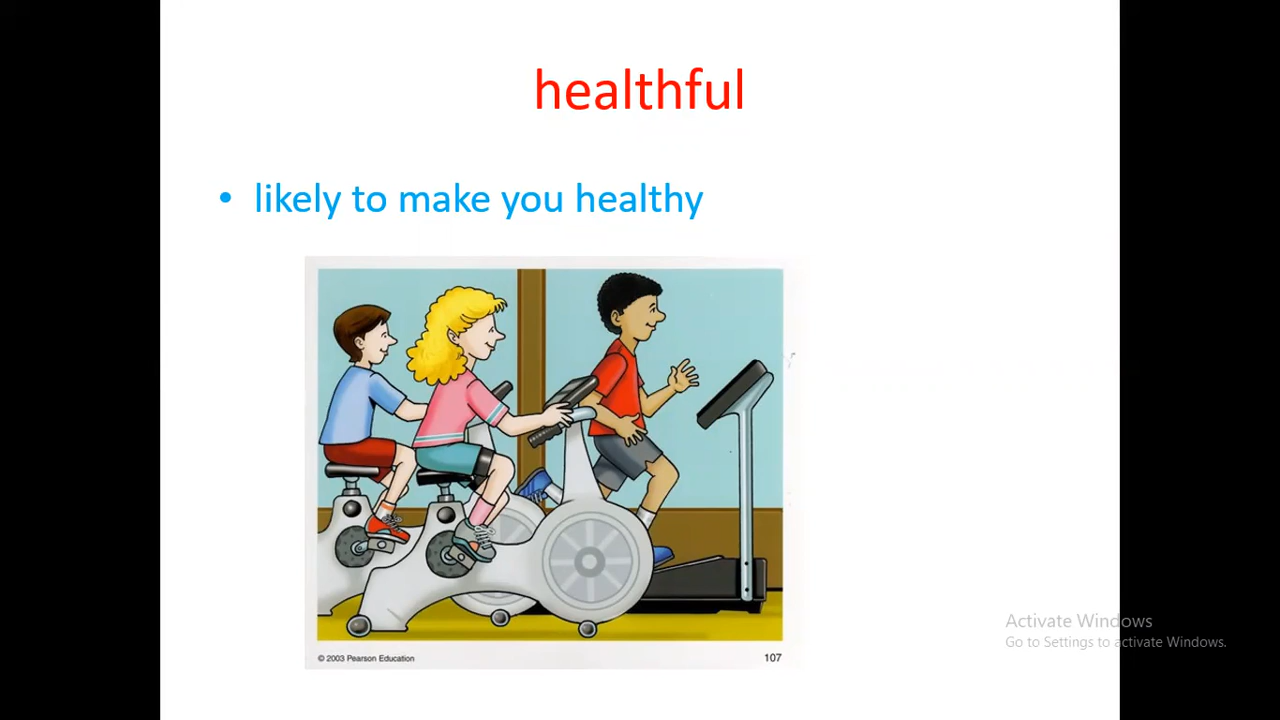 healthful
• likely to make you healthy
© 2003 Pearson Education
107
Activate Windows
Go to Settings to activate Windows.